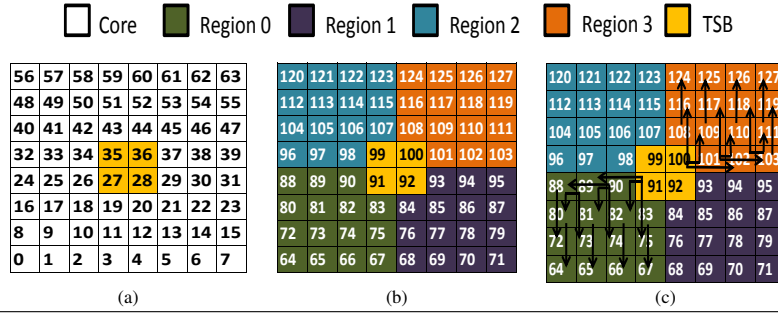 Core Region 0 Region 1 Region 2 Region 3 TSB
56 57 58 59 60 61 62 63 120 121 122 123 124 125 126 127 120 121 122 123 124 125 126 127
48 49 50 51 52 53 54 55 112 113 114 115 116 117 118 119 112 113 114 115 116 117 118 119
40 41 42 43 44 45 46 47 104 105 106 107 108 109 110 111 104 105 106 107 108 109 110 111
32 33 34 35 36 37 38 39 96 97 98 99 100 101 102 103 96 97 98 99 100 101 102 103
24 25 26 27 28 29 30 31 88 89 90 91 92 93 94 95 88 89 90 91 92 93 94 95
16 17 18 19 20 21 22 23 80 81 82 83 84 85 86 87 80 81 82 83 84 85 86 87
8 9 10 11 12 13 14 15 72 73 74 75 76 77 78 79 72 73 74 75 76 77 78 79
0 1 2 3 4 5 6 7 64 65 66 67 68 69 70 71 64 65 66 67 68 69 70 71
(a) (b) (c)